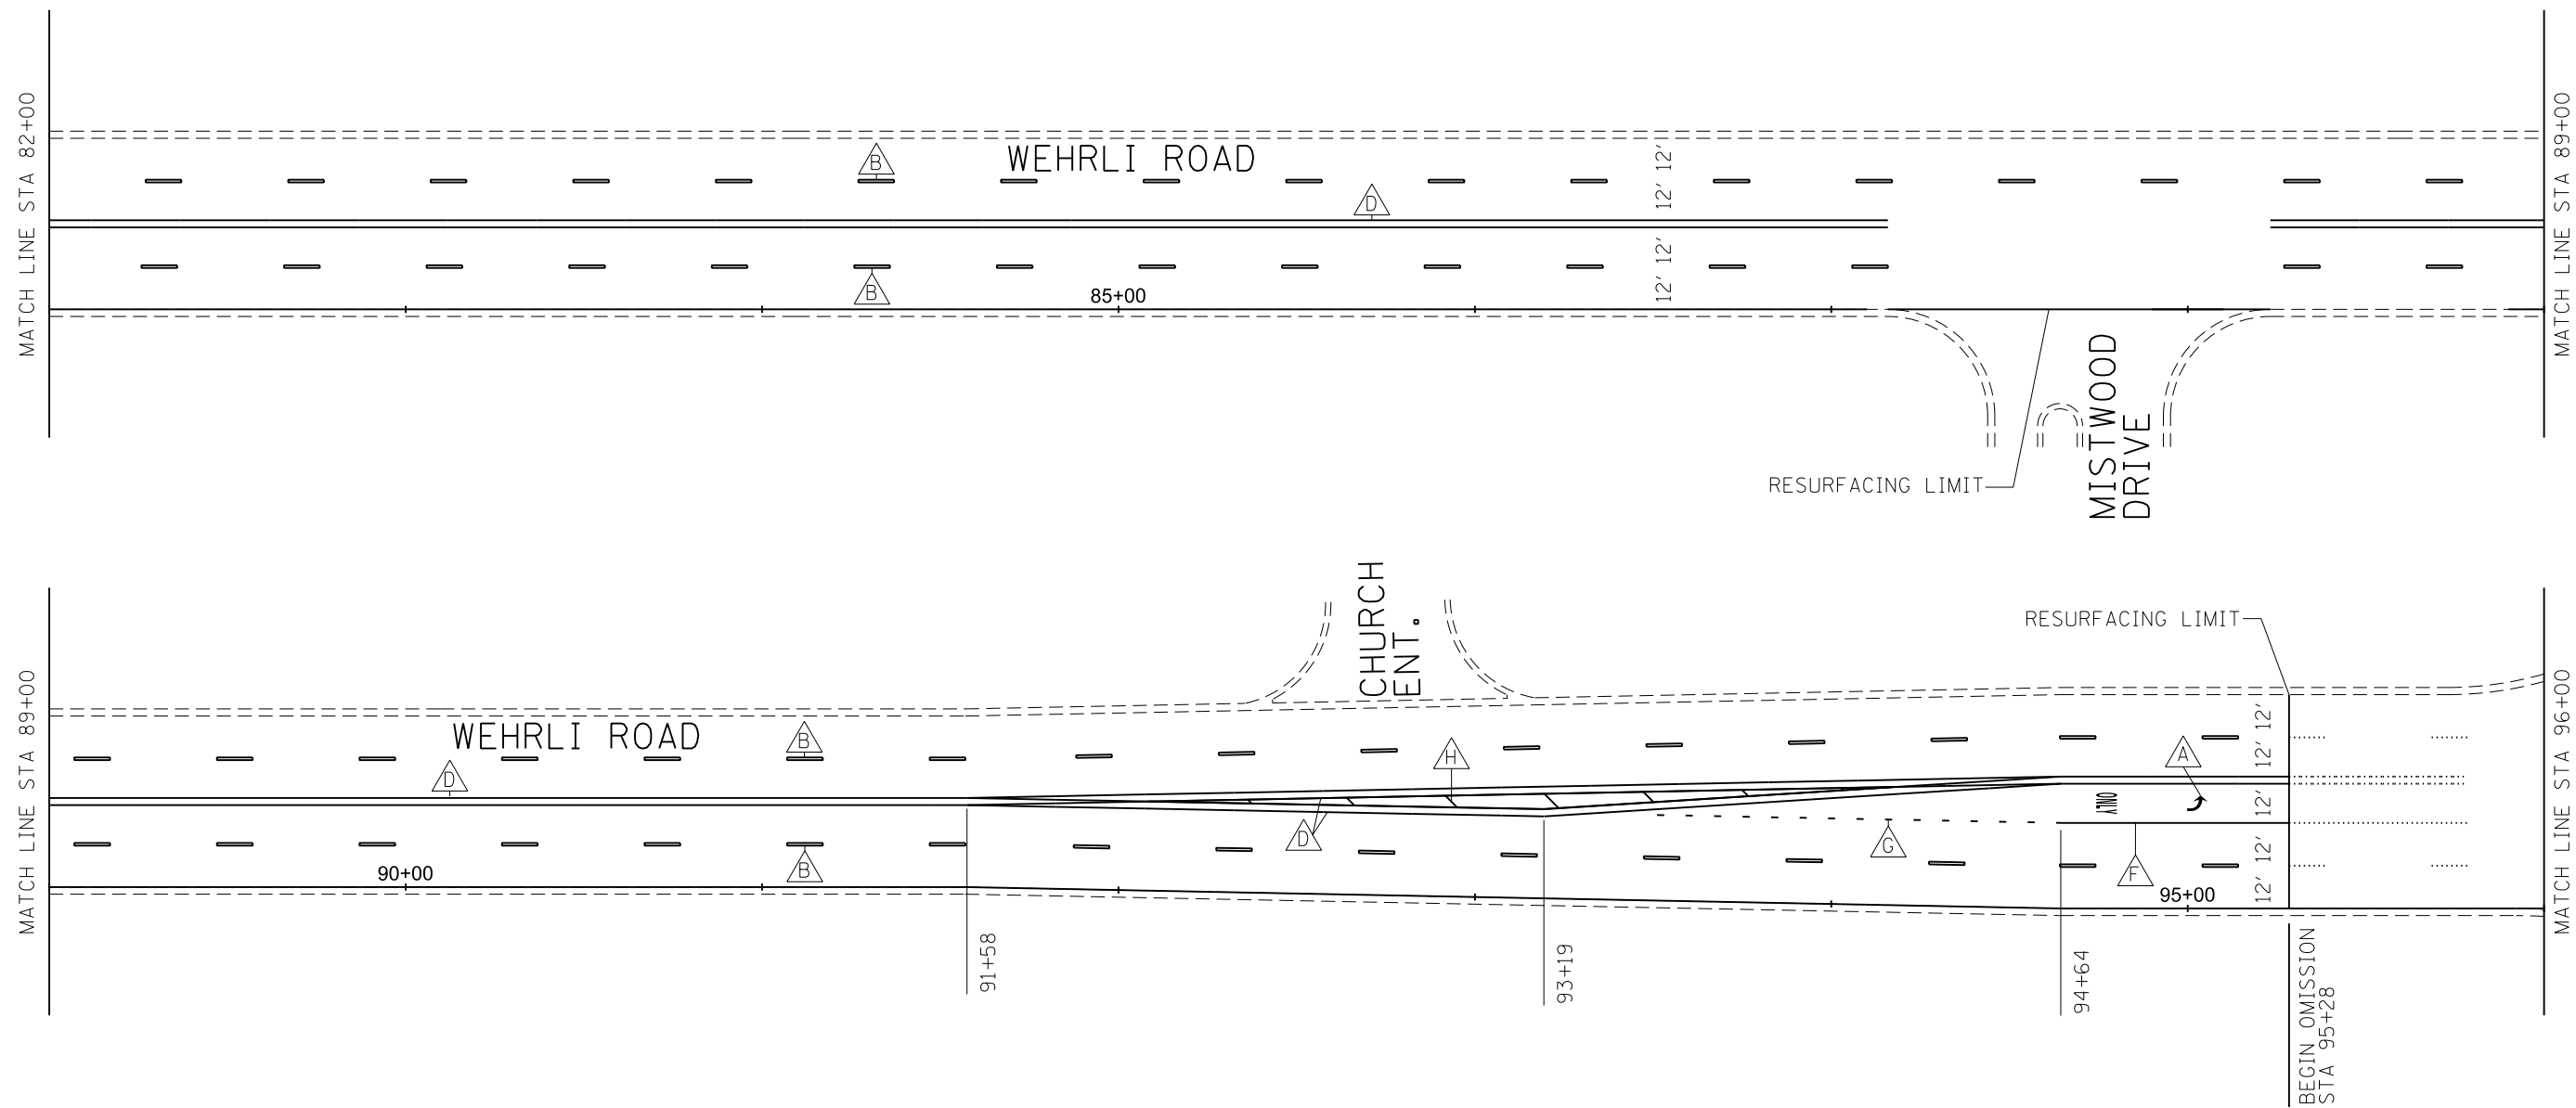 MATCH LINE STA 82+00
WEHRLI ROAD
B
D
B
12' 12'
12' 12'
85+00
MATCH LINE STA 89+00
RESURFACING LIMIT
MISTWOOD
DRIVE
MATCH LINE STA 89+00
CHURCH
ENT.
RESURFACING LIMIT
WEHRLI ROAD
B
D
H
A
12' 12'
12'
12' 12'
ONLY
D
G
F
B
90+00
95+00
MATCH LINE STA 96+00
91+58
93+19
94+64
BEGIN OMISSION
STA 95+28